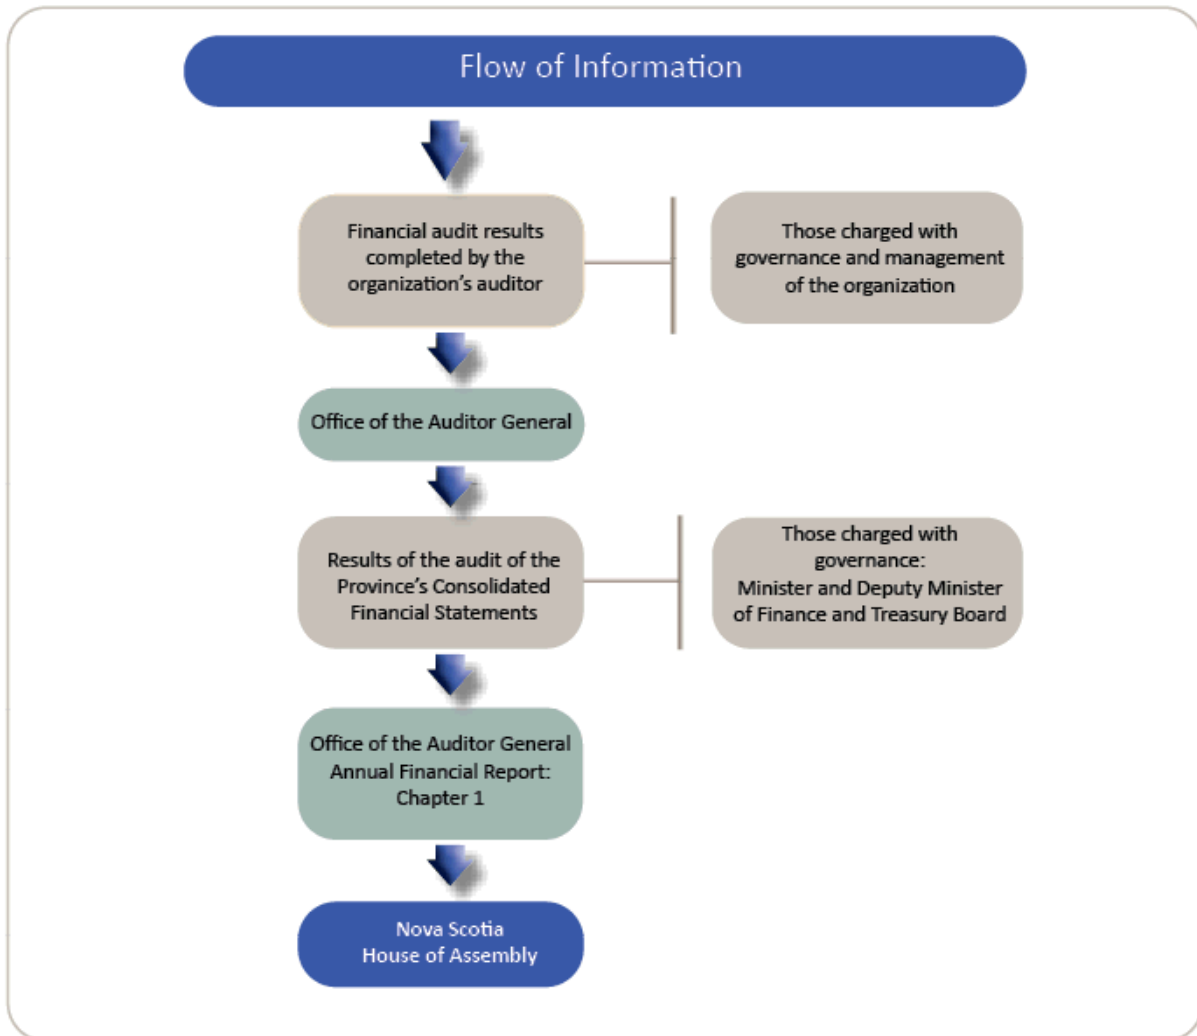 Flow of Information
Financial audit results
completed by the
organization's auditor
Those charged with
governance and management
of the organization
Office of the Auditor General
Results of the audit of the
Province's Consolidated
Financial Statements
Those charged with
governance:
Minister and Deputy Minister
of Finance and Treasury Board
Office of the Auditor General
Annual Financial Report:
Chapter 1
Nova Scotia
House of Assembly